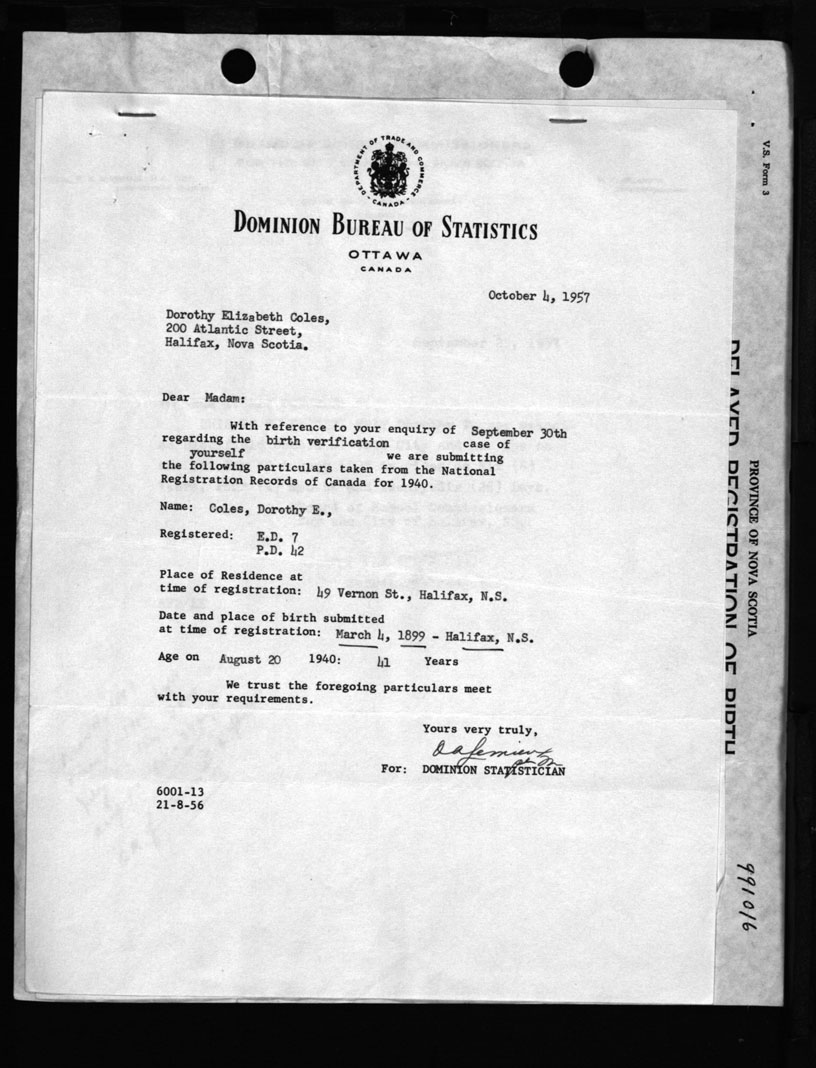 DEPARTMENT OF TRADE AND COMMERCE
- CANADA -
DOMINION BUREAU OF STATISTICS
OTTAWA
CANADA
October 4, 1957
Dorothy Elizabeth Coles,
200 Atlantic Street,
Halifax, Nova Scotia.
Dear Madam:
With reference to your enquiry of September 30th
regarding the birth verification case of
yourself we are submitting
the following particulars taken from the National
Registration Records of Canada for 1940.
Name: Coles, Dorothy E.,
Registered: E.D. 7
P.D. 42
Place of Residence at
time of registration: 49 Vernon St., Halifax, N.S.
Date and place of birth submitted
at time of registration: March 4, 1899 - Halifax, N.S.
Age on August 20 1940: 41 Years
We trust the foregoing particulars meet
with your requirements.
Yours very truly,
For: DOMINION STATISTICIAN
6001-13
21-8-56
V.S. Form 3
PROVINCE OF NOVA SCOTIA
DELAYED REGISTRATION OF BIRTH
991016